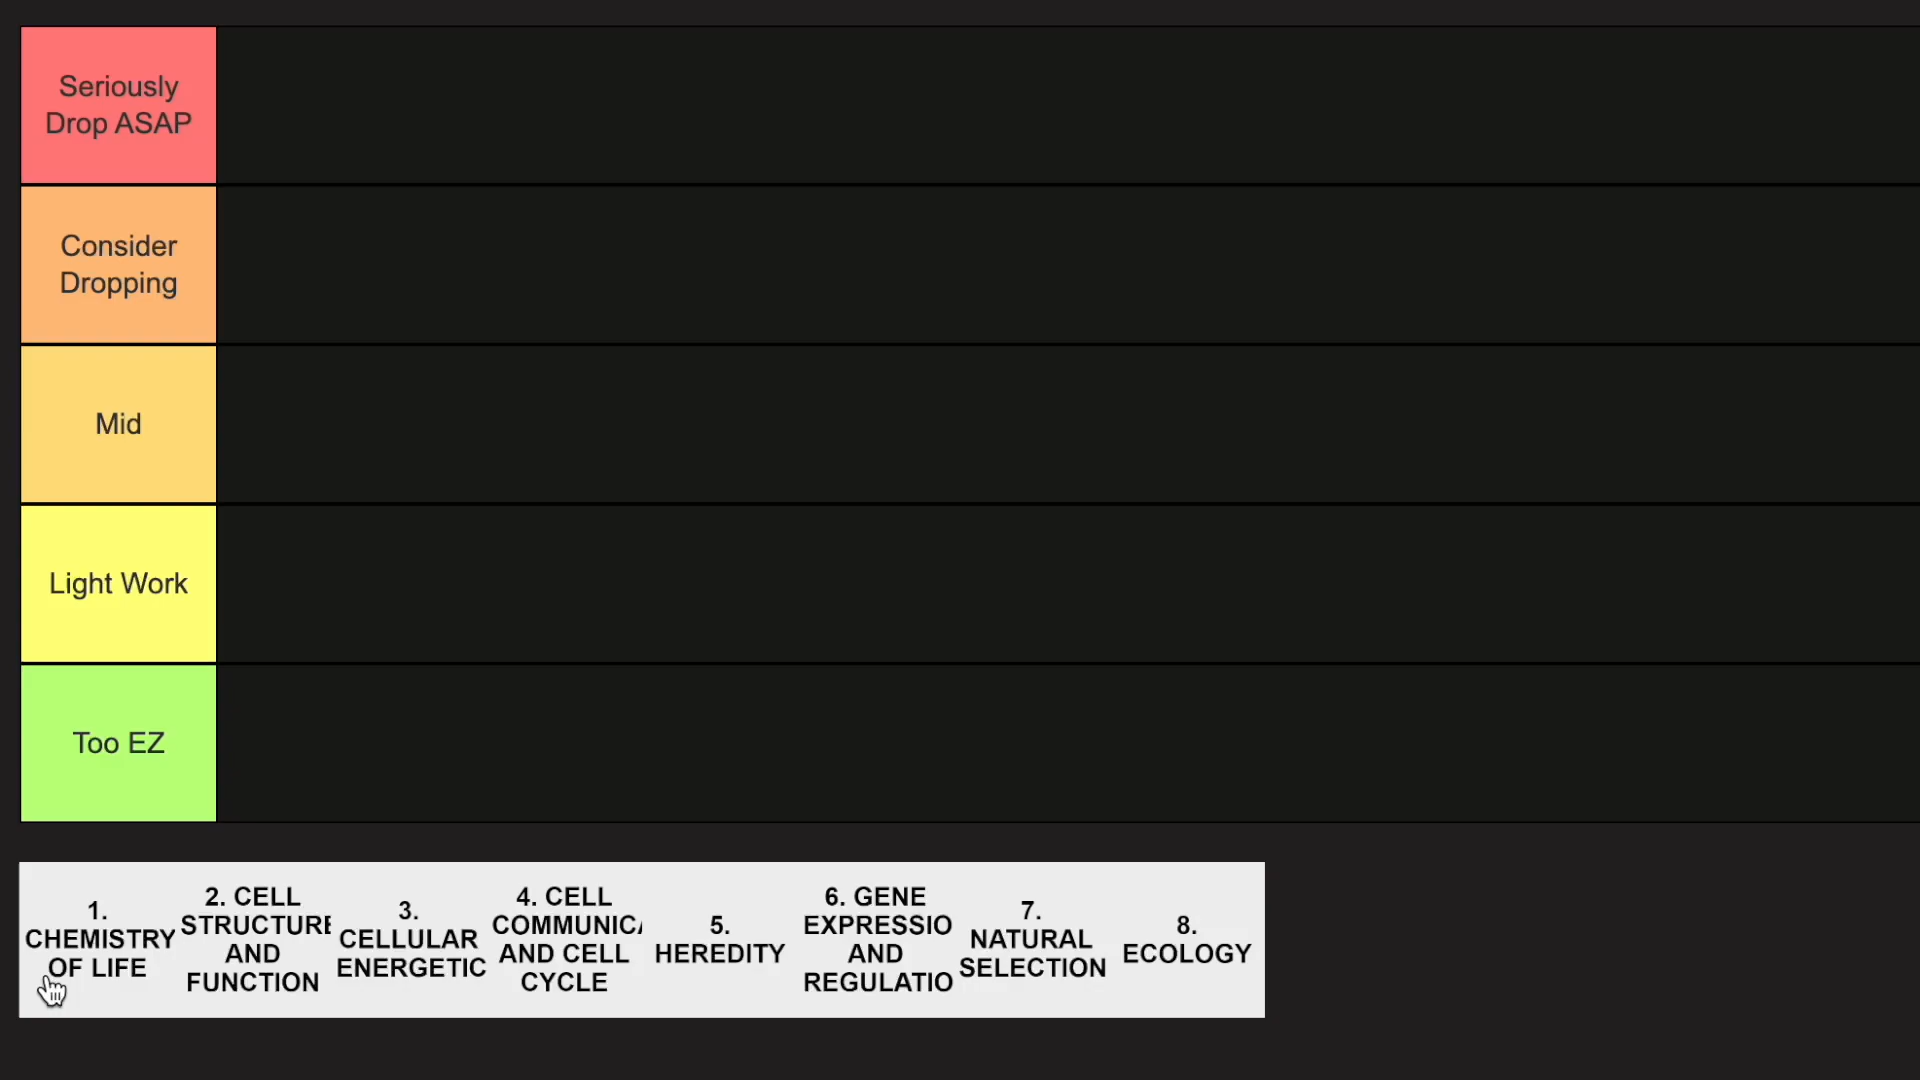 Seriously
Drop ASAP
Consider
Dropping
Mid
Light Work
Too EZ
1.
CHEMISTRY
OF LIFE
2. CELL
STRUCTURE
AND
FUNCTION
3.
CELLULAR
ENERGETIC
4. CELL
COMMUNICA
AND CELL
CYCLE
5.
HEREDITY
6. GENE
EXPRESSIO
AND
REGULATIO
7.
NATURAL
SELECTION
8.
ECOLOGY